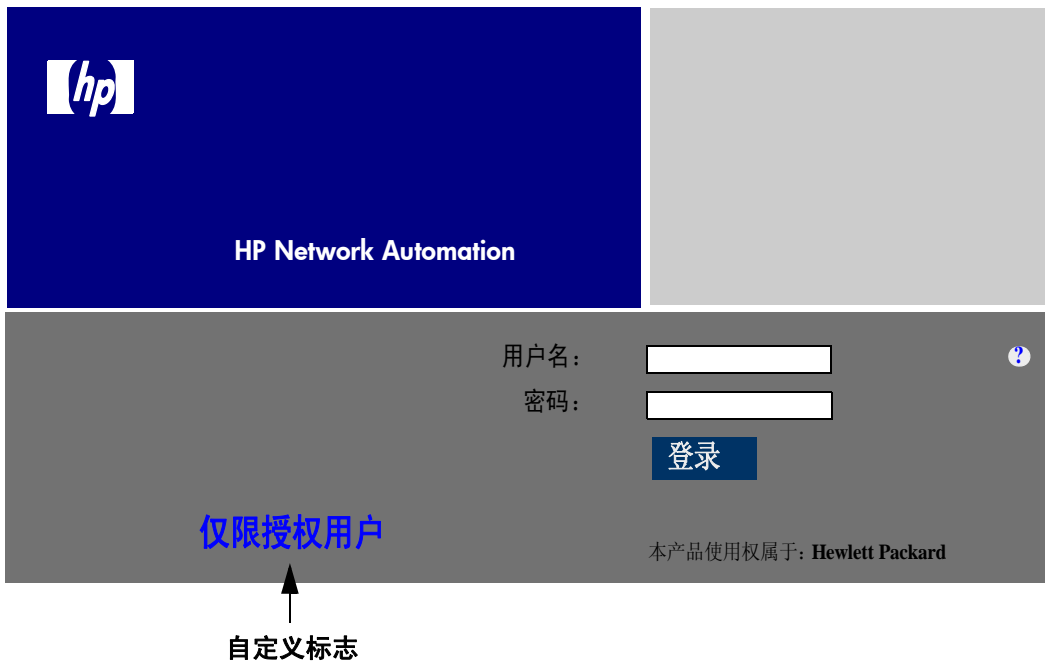 hp
HP Network Automation
用户名：
?
密码：
登录
仅限授权用户
本产品使用权属于: Hewlett Packard
自定义标志